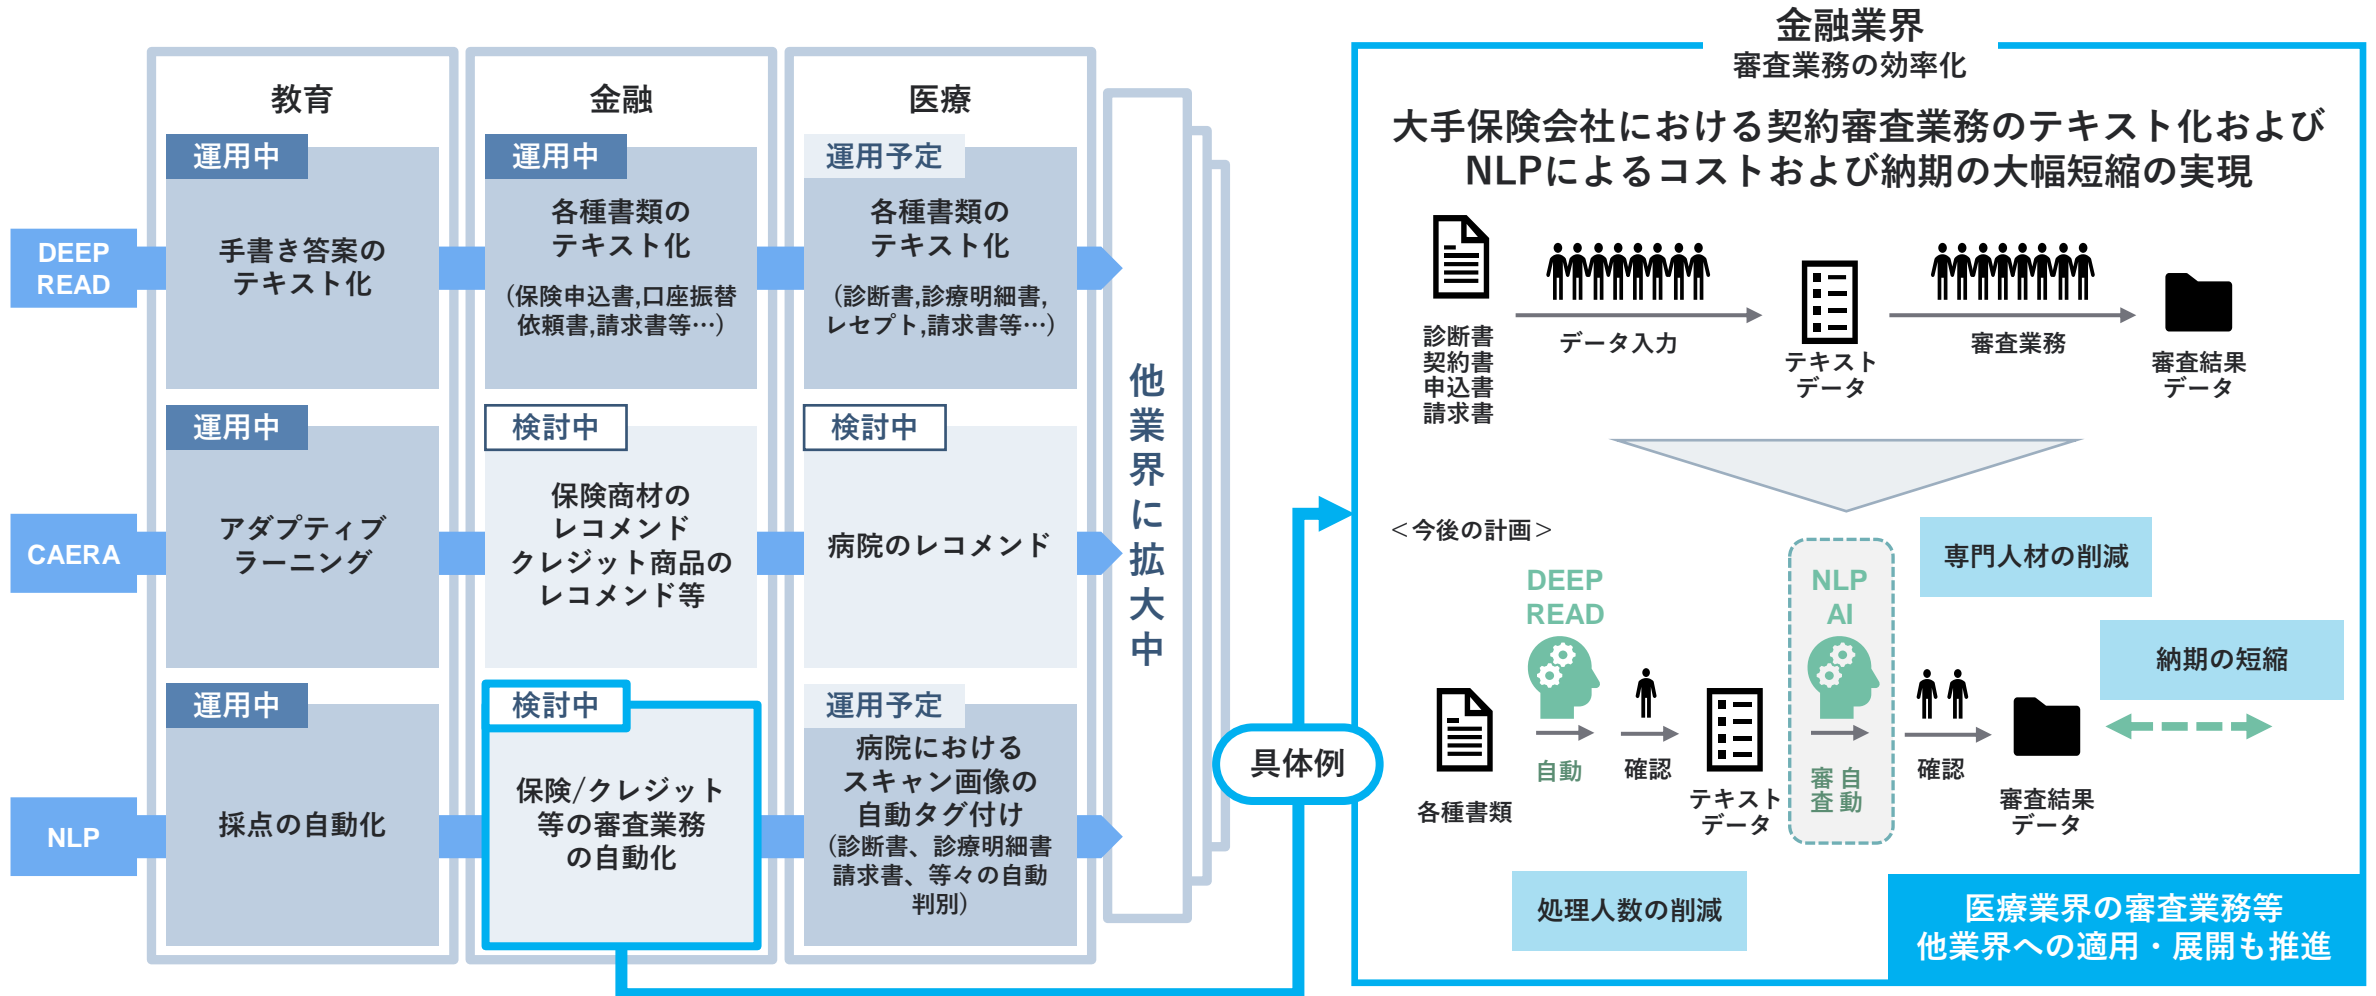 教育
金融
医療
DEEP
READ
運用中
手書き答案の
テキスト化
運用中
各種書類の
テキスト化
(保険申込書,口座振替
依頼書,請求書等…)
運用予定
各種書類の
テキスト化
(診断書,診療明細書,
レセプト,請求書等…)
CAERA
運用中
アダプティブ
ラーニング
検討中
保険商材の
レコメンド
クレジット商品の
レコメンド等
検討中
病院のレコメンド
NLP
運用中
採点の自動化
検討中
保険/クレジット
等の審査業務
の自動化
運用予定
病院における
スキャン画像の
自動タグ付け
(診断書、診療明細書
請求書、等々の自動
判別)
他業界に拡大中
具体例
金融業界
審査業務の効率化
大手保険会社における契約審査業務のテキスト化および
NLPによるコストおよび納期の大幅短縮の実現
診断書
契約書
申込書
請求書
データ入力
テキスト
データ
審査業務
審査結果
データ
＜今後の計画＞
専門人材の削減
納期の短縮
DEEP
READ
NLP
AI
各種書類
自動
確認
テキスト
データ
自動
審査
確認
審査結果
データ
処理人数の削減
医療業界の審査業務等
他業界への適用・展開も推進